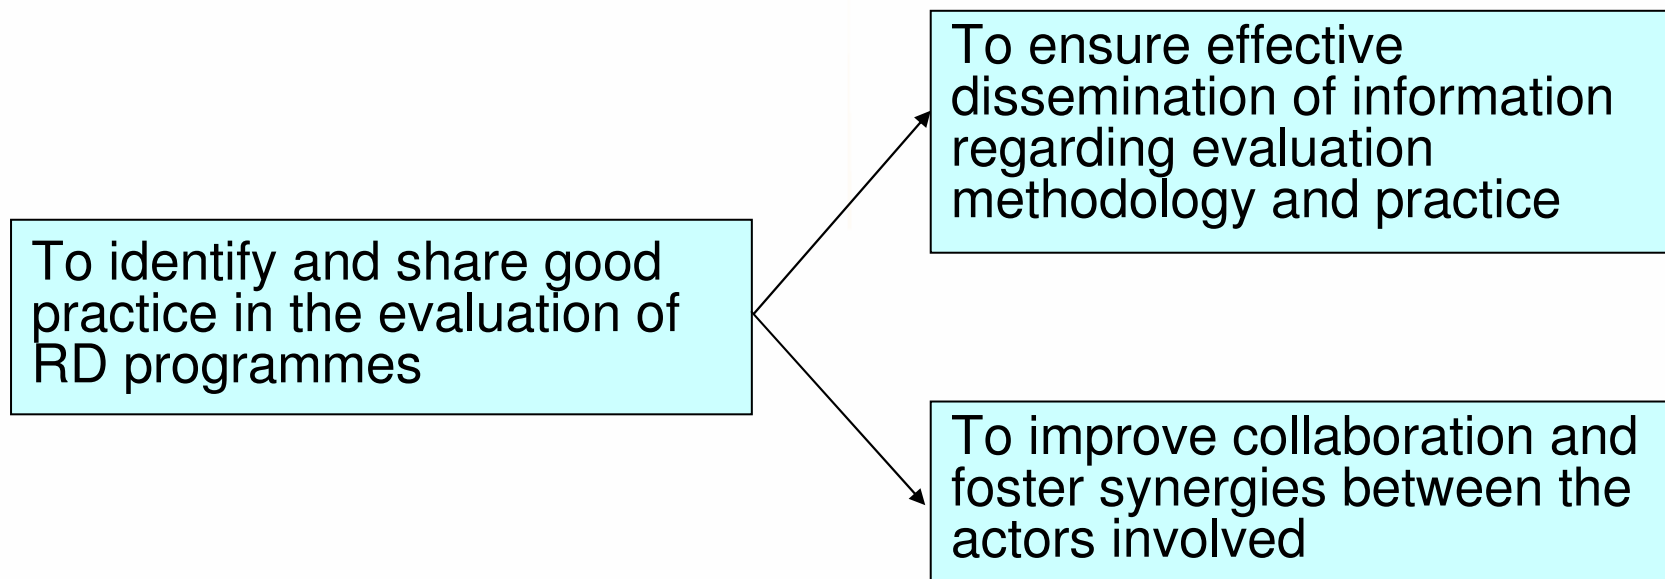 To identify and share good
practice in the evaluation of
RD programmes
To ensure effective
dissemination of information
regarding evaluation
methodology and practice
To improve collaboration and
foster synergies between the
actors involved